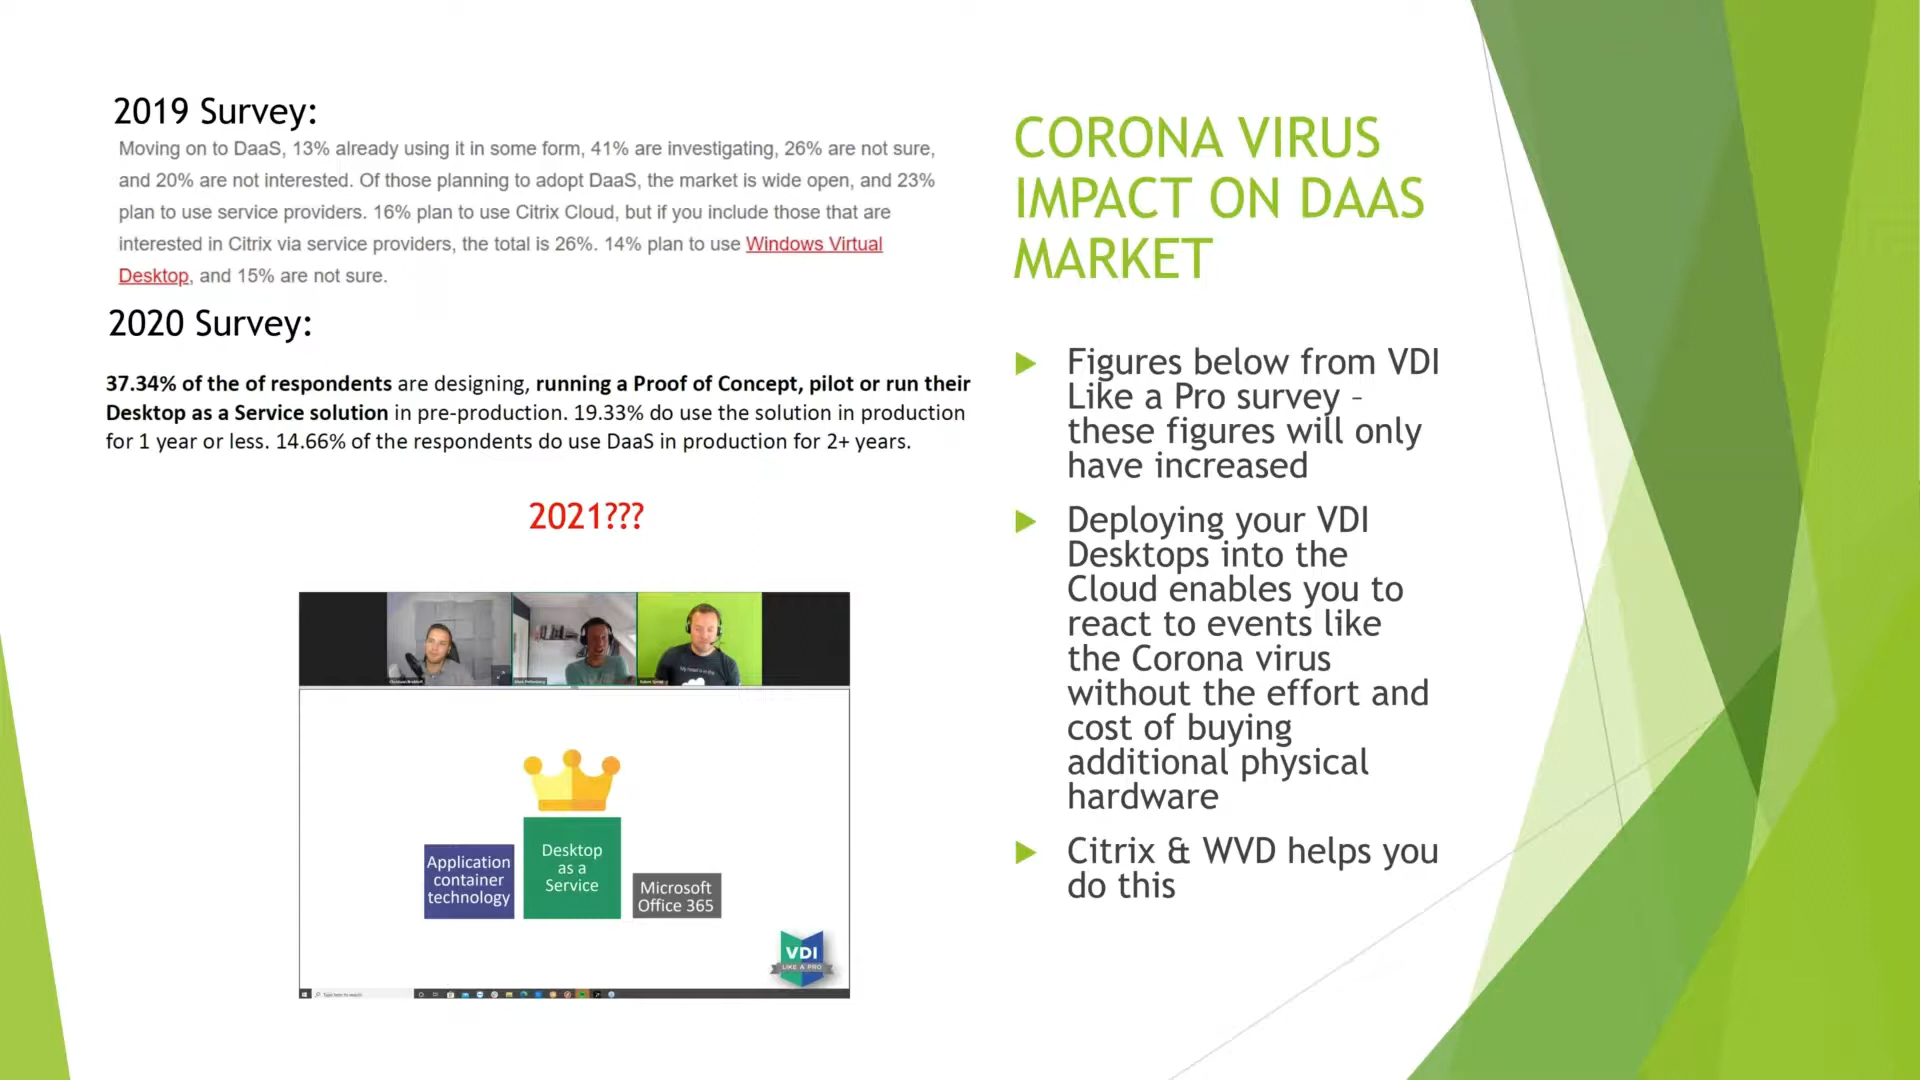 2019 Survey:
Moving on to DaaS, 13% already using it in some form, 41% are investigating, 26% are not sure,
and 20% are not interested. Of those planning to adopt DaaS, the market is wide open, and 23%
plan to use service providers. 16% plan to use Citrix Cloud, but if you include those that are
interested in Citrix via service providers, the total is 26%. 14% plan to use Windows Virtual
Desktop, and 15% are not sure.
2020 Survey:
37.34% of the of respondents are designing, running a Proof of Concept, pilot or run their
Desktop as a Service solution in pre-production. 19.33% do use the solution in production
for 1 year or less. 14.66% of the respondents do use DaaS in production for 2+ years.
2021???
Application
container
technology
Desktop
as a
Service
Microsoft
Office 365
VDI
LIKE A PRO
Type here to search
CORONA VIRUS
IMPACT ON DAAS
MARKET
Figures below from VDI
Like a Pro survey –
these figures will only
have increased
Deploying your VDI
Desktops into the
Cloud enables you to
react to events like
the Corona virus
without the effort and
cost of buying
additional physical
hardware
Citrix & WVD helps you
do this